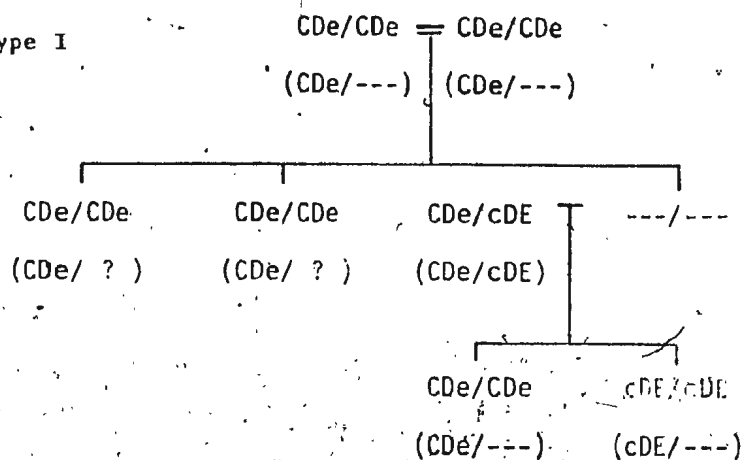 ype I
CDe/CDe = CDe/CDe
(CDe/---) (CDe/---)
CDe/CDe CDe/CDe CDe/cDE ---/---
(CDe/ ? ) (CDe/ ? ) (CDe/cDE)
CDe/CDe cDE/cDE
(CDe/---) (cDE/---)